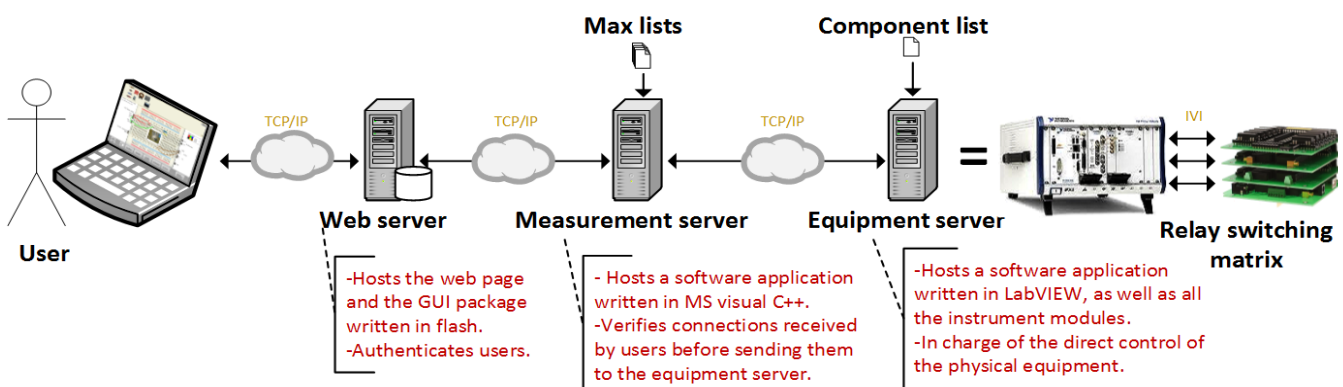 Max lists
Component list
TCP/IP
TCP/IP
TCP/IP
IVI
=
User
Web server
Measurement server
Equipment server
Relay switching
matrix
-Hosts the web page
and the GUI package
written in flash.
-Authenticates users.
- Hosts a software application
written in MS visual C++.
-Verifies connections received
by users before sending them
to the equipment server.
-Hosts a software application
written in LabVIEW, as well as all
the instrument modules.
-In charge of the direct control of
the physical equipment.